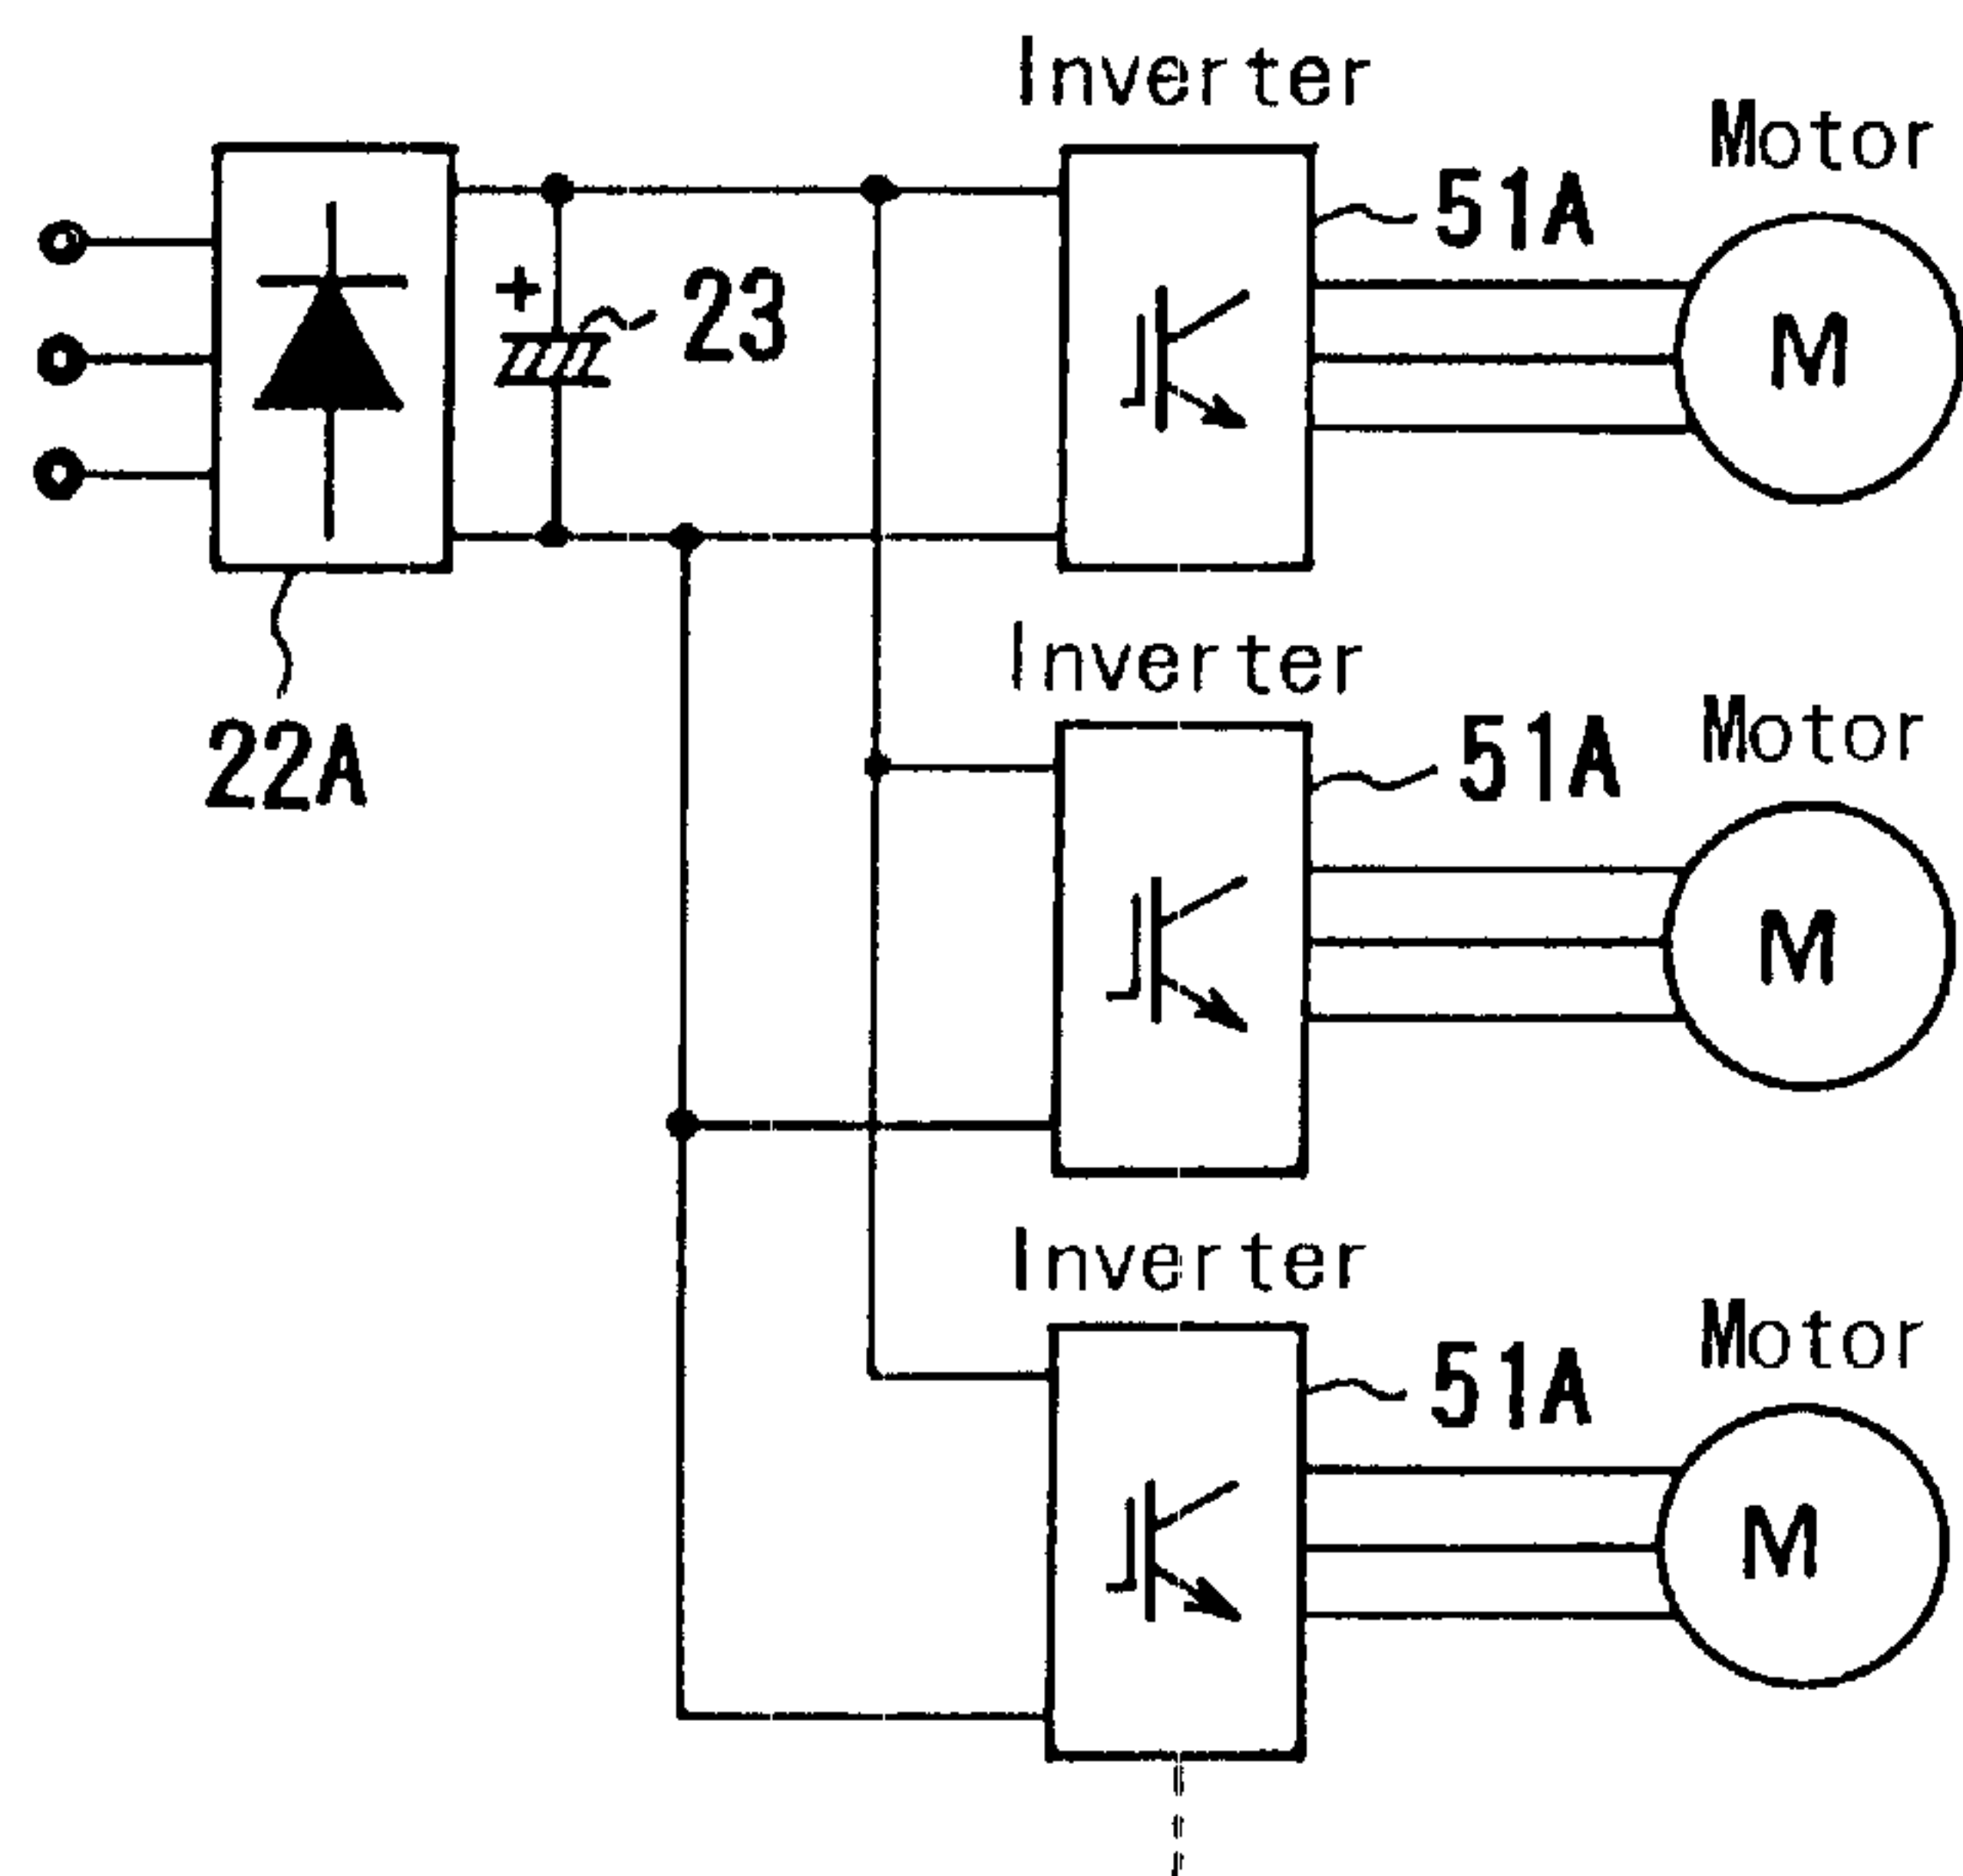 Inverter
Motor
51A
+
23
M
22A
Inverter
Motor
51A
M
Inverter
Motor
51A
M